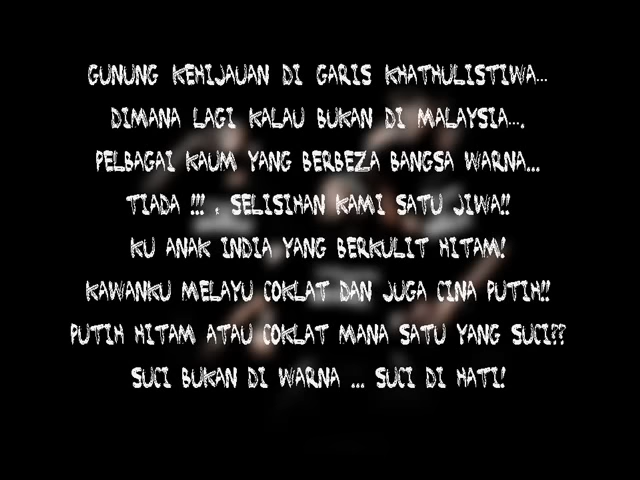 GUNUNG KEHIJAUAN DI GARIS KHATHULISTIWA...
DIMANA LAGI KALAU BUKAN DI MALAYSIA....
PELBAGAI KAUM YANG BERBEZA BANGSA WARNA...
TIADA !!! , SELISIHAN KAMI SATU JIWA!!
KU ANAK INDIA YANG BERKULIT HITAM!
KAWANKU MELAYU COKLAT DAN JUGA CINA PUTIH!!
PUTIH HITAM ATAU COKLAT MANA SATU YANG SUCI??
SUCI BUKAN DI WARNA ... SUCI DI HATI!